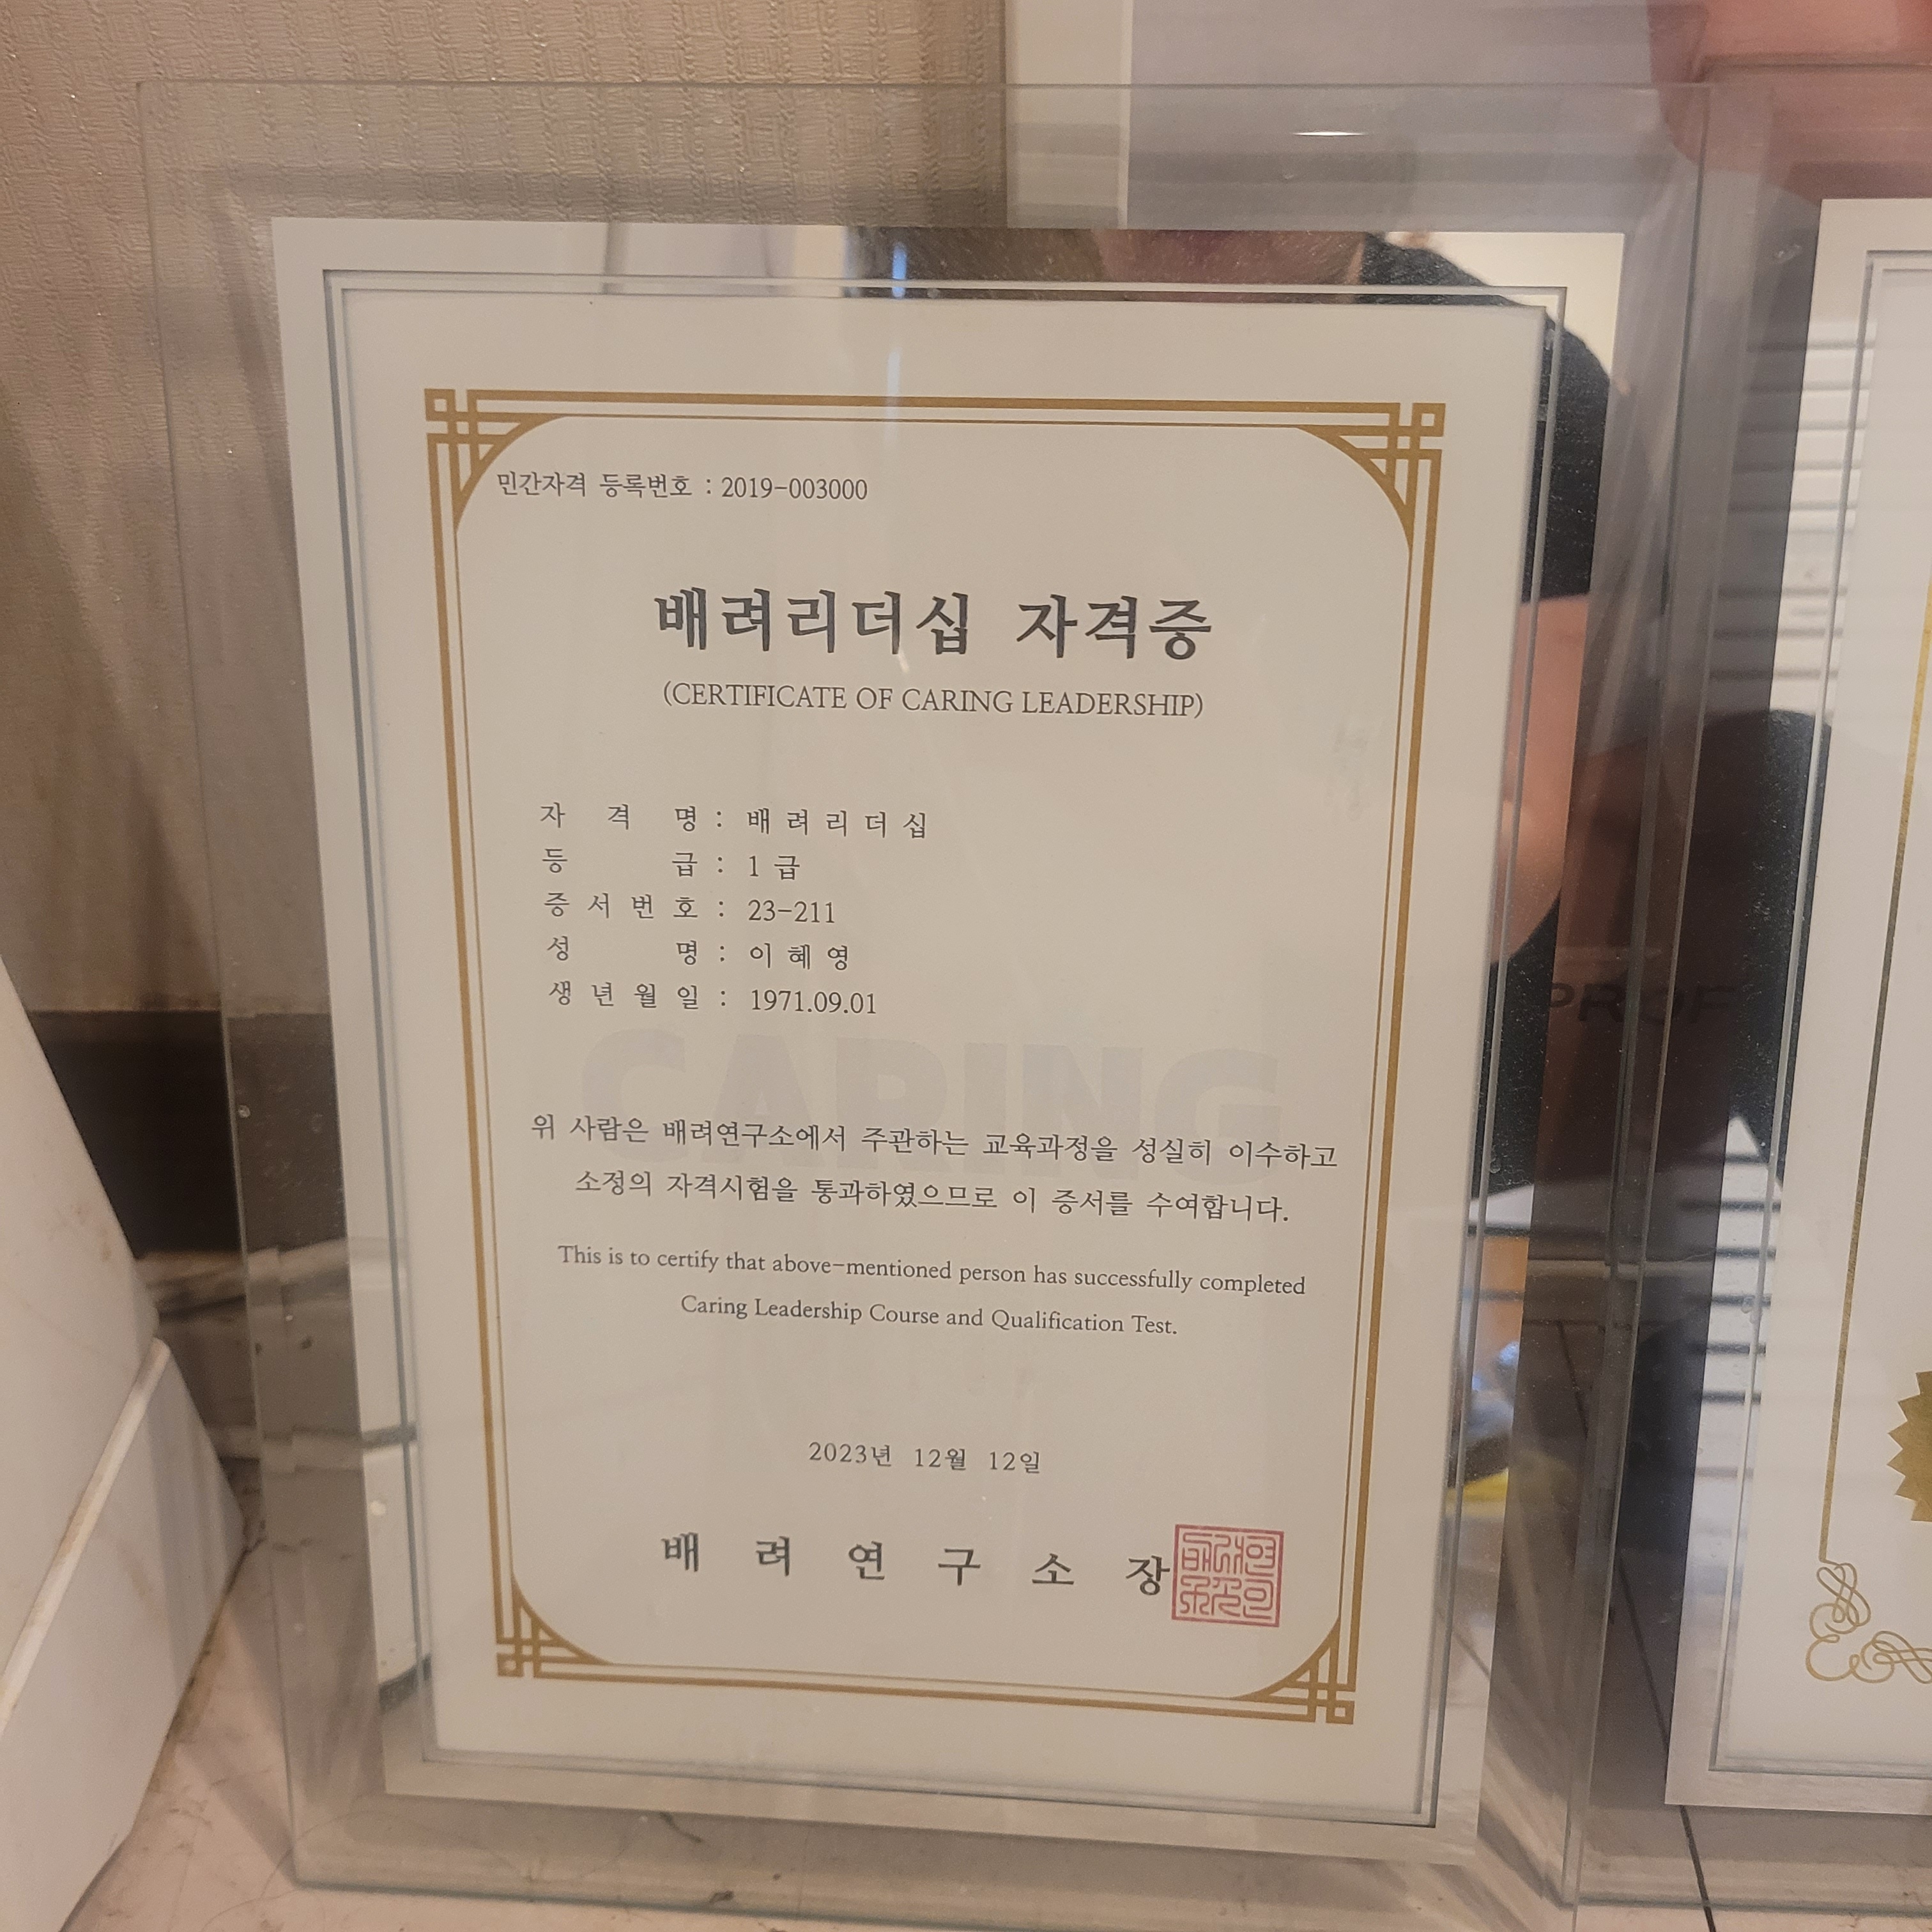 민간자격 등록번호 : 2019-003000
배려리더십 자격증
(CERTIFICATE OF CARING LEADERSHIP)
자 격 명 : 배 려 리 더 십
등 급 : 1 급
증 서 번 호 : 23-211
성 명 : 이 혜 영
생 년 월 일 : 1971.09.01
CARING
위 사람은 배려연구소에서 주관하는 교육과정을 성실히 이수하고
소정의 자격시험을 통과하였으므로 이 증서를 수여합니다.
This is to certify that above-mentioned person has successfully completed
Caring Leadership Course and Qualification Test.
2023년 12월 12일
배 려 연 구 소 장
PROF